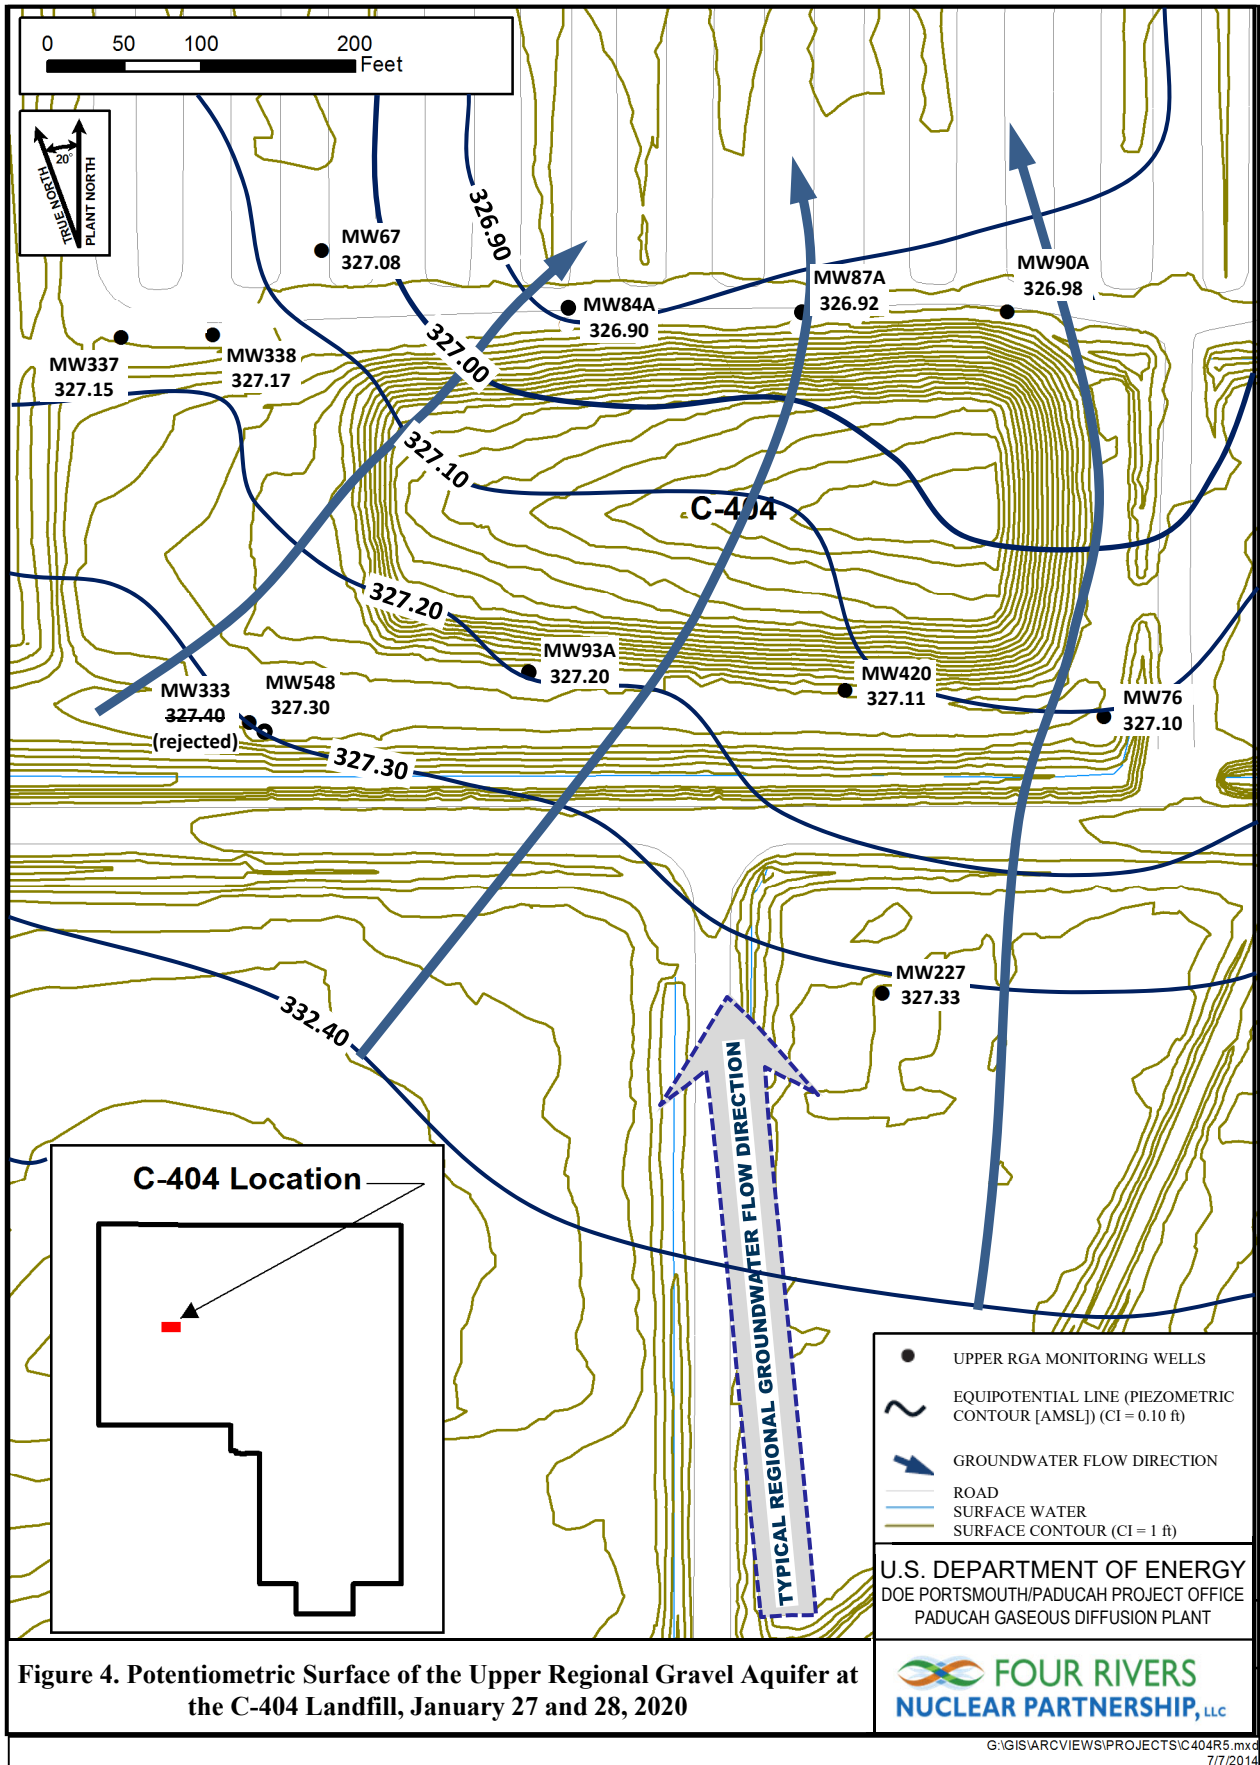 0 50 100 200
Feet
20°
TRUE NORTH
PLANT NORTH
326.90
MW67
327.08
MW84A
326.90
MW87A
326.92
MW90A
326.98
MW337
327.15
MW338
327.17
327.00
327.10
C-404
327.20
MW93A
327.20
MW420
327.11
MW76
327.10
MW333
327.40
(rejected)
MW548
327.30
327.30
MW227
327.33
332.40
TYPICAL REGIONAL GROUNDWATER FLOW DIRECTION
C-404 Location
UPPER RGA MONITORING WELLS
EQUIPOTENTIAL LINE (PIEZOMETRIC
CONTOUR [AMSL]) (CI = 0.10 ft)
GROUNDWATER FLOW DIRECTION
ROAD
SURFACE WATER
SURFACE CONTOUR (CI = 1 ft)
U.S. DEPARTMENT OF ENERGY
DOE PORTSMOUTH/PADUCAH PROJECT OFFICE
PADUCAH GASEOUS DIFFUSION PLANT
Figure 4. Potentiometric Surface of the Upper Regional Gravel Aquifer at
the C-404 Landfill, January 27 and 28, 2020
FOUR RIVERS
NUCLEAR PARTNERSHIP, LLC
G:\GIS\ARCVIEWS\PROJECTS\C404R5.mxd
7/7/2014